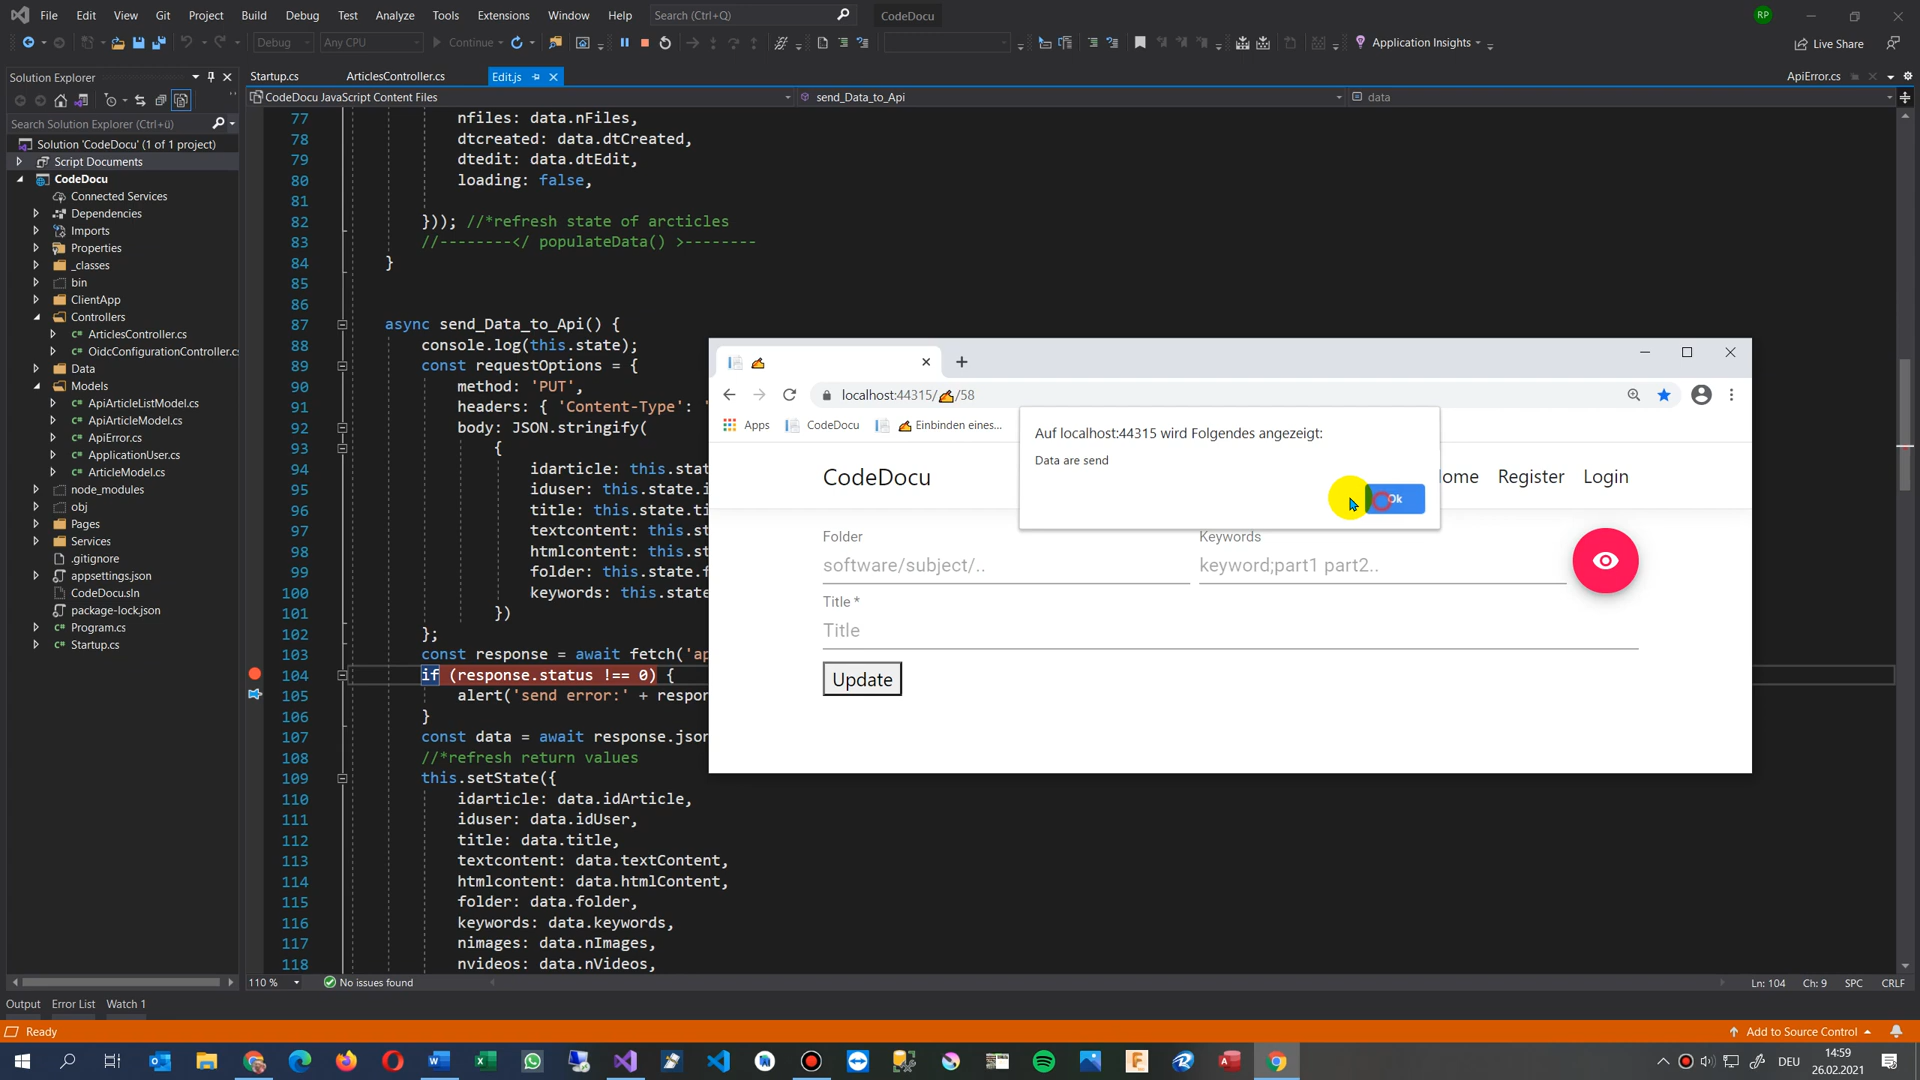 File Edit View Git Project Build Debug Test Analyze Tools Extensions Window Help Search (Ctrl+Q) CodeDocu RP
Debug Any CPU Continue Application Insights Live Share
Solution Explorer
Startup.cs ArticlesController.cs Edit.js ApiError.cs
CodeDocu JavaScript Content Files send_Data_to_Api data
Search Solution Explorer (Ctrl+ü)
Solution 'CodeDocu' (1 of 1 project)
Script Documents
CodeDocu
Connected Services
Dependencies
Imports
Properties
_classes
bin
ClientApp
Controllers
ArticlesController.cs
OidcConfigurationController.cs
Data
Models
ApiArticleListModel.cs
ApiArticleModel.cs
ApiError.cs
ApplicationUser.cs
ArticleModel.cs
node_modules
obj
Pages
Services
.gitignore
appsettings.json
CodeDocu.sln
package-lock.json
Program.cs
Startup.cs
77 nfiles: data.nFiles,
78 dtcreated: data.dtCreated,
79 dtedit: data.dtEdit,
80 loading: false,
81
82 })); //*refresh state of arcticles
83 //--------</ populateData() >--------
84 }
85
86
87 async send_Data_to_Api() {
88 console.log(this.state);
89 const requestOptions = {
90 method: 'PUT',
91 headers: { 'Content-Type': '
92 body: JSON.stringify(
93 {
94 idarticle: this.stat
95 iduser: this.state.i
96 title: this.state.ti
97 textcontent: this.st
98 htmlcontent: this.st
99 folder: this.state.f
100 keywords: this.state
101 })
102 };
103 const response = await fetch('ap
104 if (response.status !== 0) {
105 alert('send error:' + respon
106 }
107 const data = await response.json
108 //*refresh return values
109 this.setState({
110 idarticle: data.idArticle,
111 iduser: data.idUser,
112 title: data.title,
113 textcontent: data.textContent,
114 htmlcontent: data.htmlContent,
115 folder: data.folder,
116 keywords: data.keywords,
117 nimages: data.nImages,
118 nvideos: data.nVideos,
localhost:44315/✍/58
Apps CodeDocu ✍ Einbinden eines...
Auf localhost:44315 wird Folgendes angezeigt:
Data are send
Ok
CodeDocu ome Register Login
Folder Keywords
software/subject/.. keyword;part1 part2..
Title *
Title
Update
110 % No issues found Ln: 104 Ch: 9 SPC CRLF
Output Error List Watch 1
Ready Add to Source Control
DEU 14:59
26.02.2021